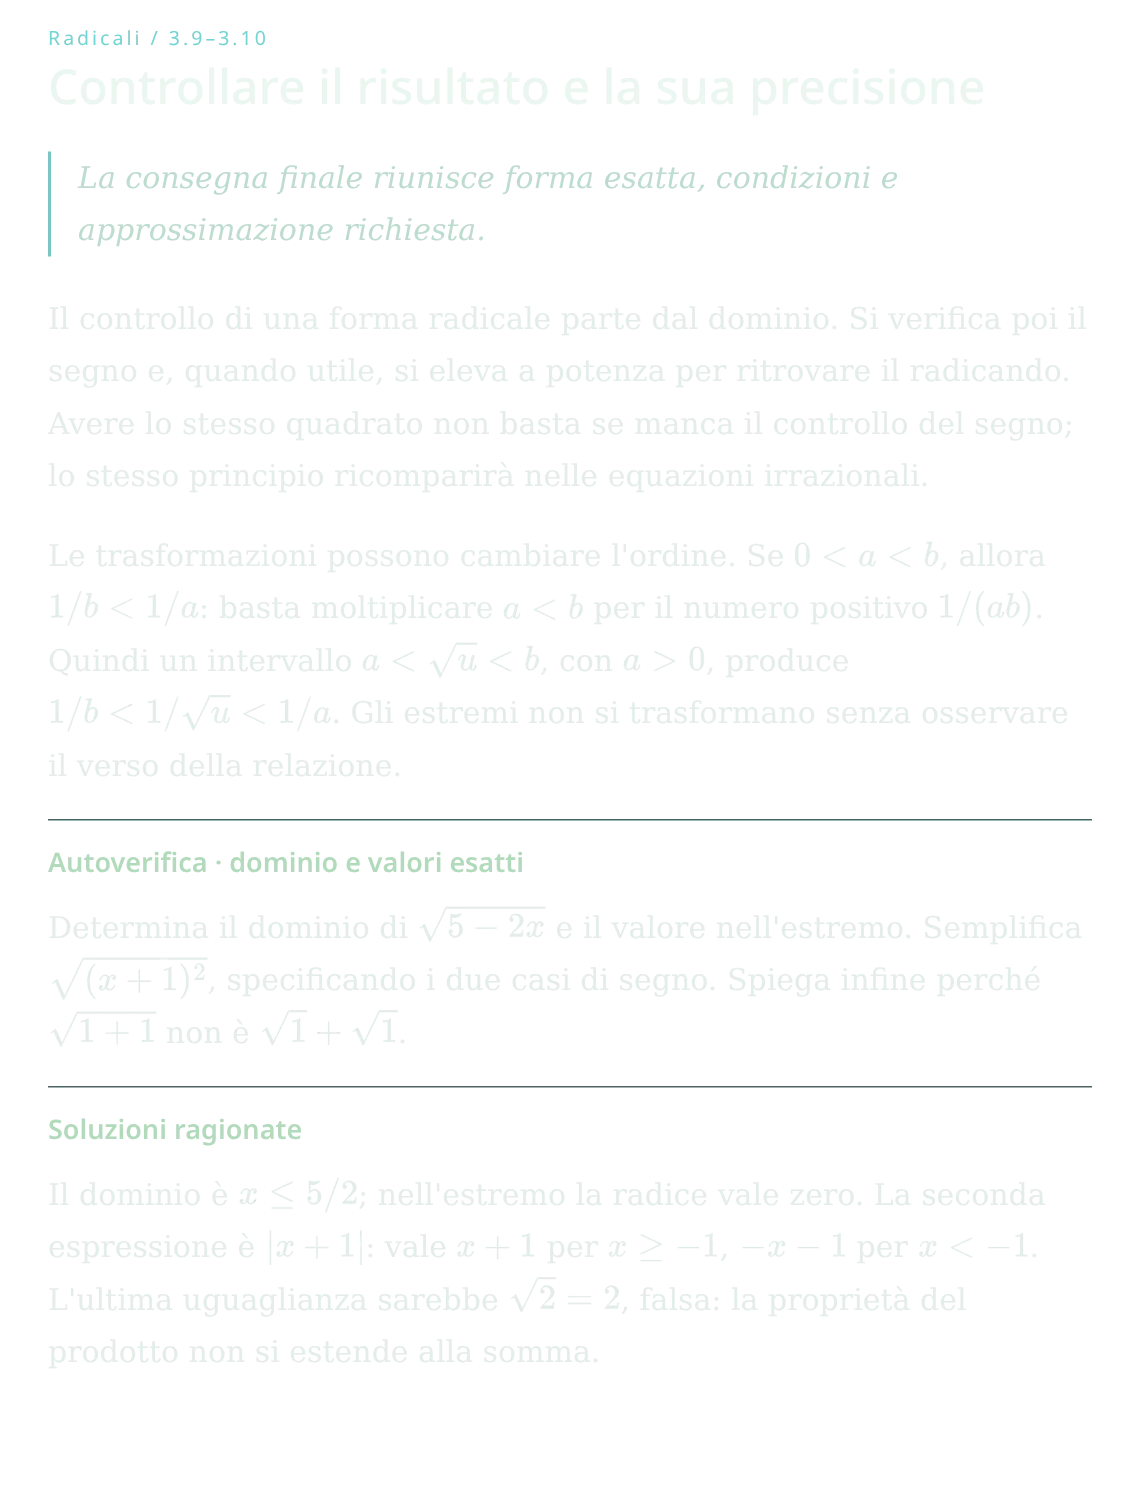 Radicali / 3.9–3.10
Controllare il risultato e la sua precisione
La consegna finale riunisce forma esatta, condizioni e
approssimazione richiesta.
Il controllo di una forma radicale parte dal dominio. Si verifica poi il
segno e, quando utile, si eleva a potenza per ritrovare il radicando.
Avere lo stesso quadrato non basta se manca il controllo del segno;
lo stesso principio ricomparirà nelle equazioni irrazionali.
Le trasformazioni possono cambiare l'ordine. Se 0 < a < b, allora
1/b < 1/a: basta moltiplicare a < b per il numero positivo 1/(ab).
Quindi un intervallo a < √u < b, con a > 0, produce
1/b < 1/√u < 1/a. Gli estremi non si trasformano senza osservare
il verso della relazione.
Autoverifica · dominio e valori esatti
Determina il dominio di √(5 − 2x) e il valore nell'estremo. Semplifica
√((x + 1)²), specificando i due casi di segno. Spiega infine perché
√(1 + 1) non è √1 + √1.
Soluzioni ragionate
Il dominio è x ≤ 5/2; nell'estremo la radice vale zero. La seconda
espressione è |x + 1|: vale x + 1 per x ≥ −1, −x − 1 per x < −1.
L'ultima uguaglianza sarebbe √2 = 2, falsa: la proprietà del
prodotto non si estende alla somma.